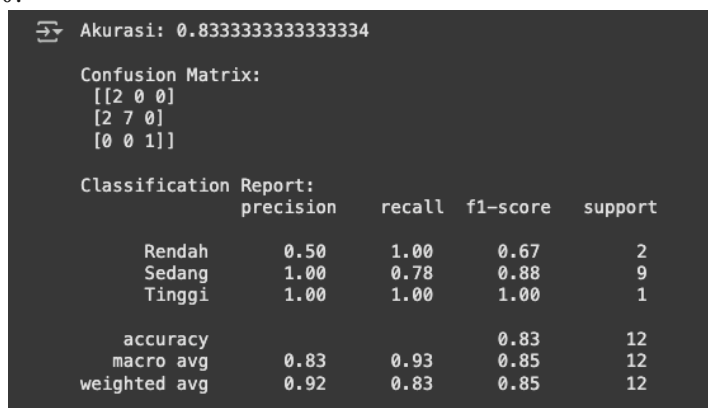 Akurasi: 0.8333333333333334
Confusion Matrix:
[[2 0 0]
[2 7 0]
[0 0 1]]
Classification Report:
precision recall f1-score support
Rendah 0.50 1.00 0.67 2
Sedang 1.00 0.78 0.88 9
Tinggi 1.00 1.00 1.00 1
accuracy 0.83 12
macro avg 0.83 0.93 0.85 12
weighted avg 0.92 0.83 0.85 12